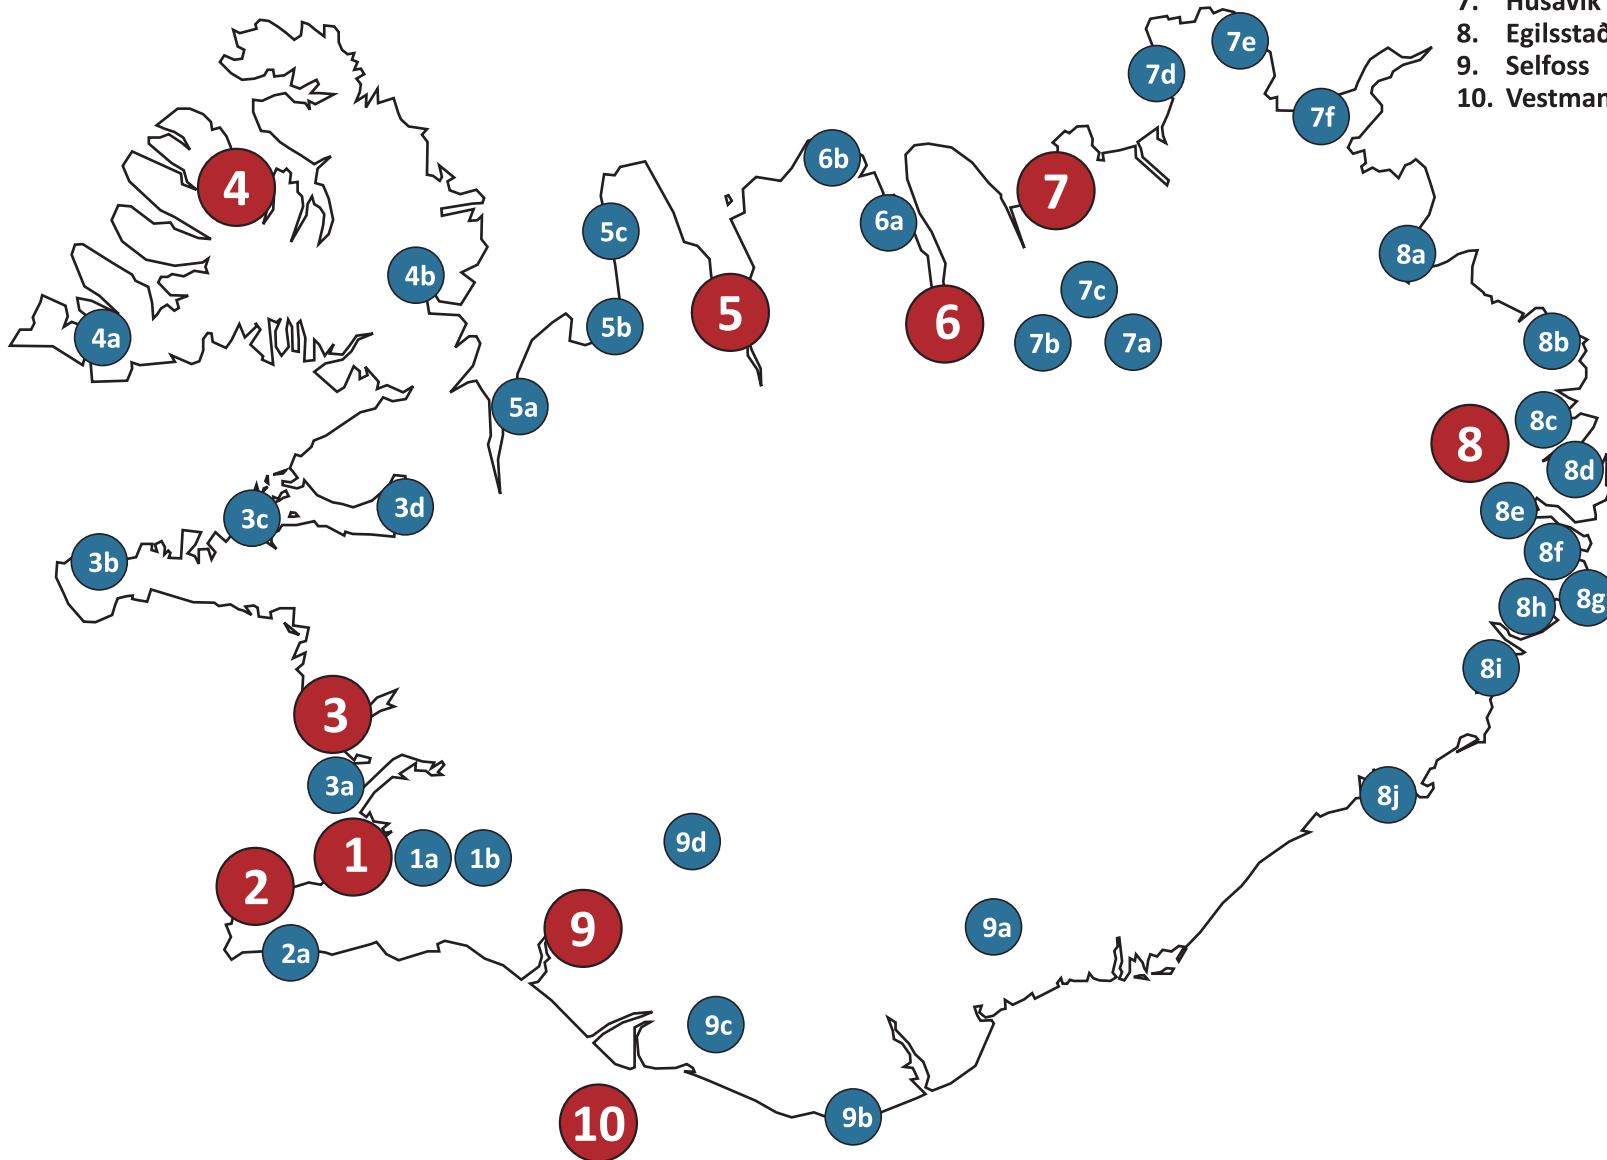 7. Húsavík
8. Egilsstað
9. Selfoss
10. Vestman
7e
7d
7f
6b
4
7
6a
5c
8a
4b
7c
5
6
5b
4a
7b
7a
8b
5a
8c
8
8d
3d
8e
3c
8f
3b
8g
8h
8i
3
3a
8j
9d
1
1a
1b
2
9
9a
2a
9c
9b
10